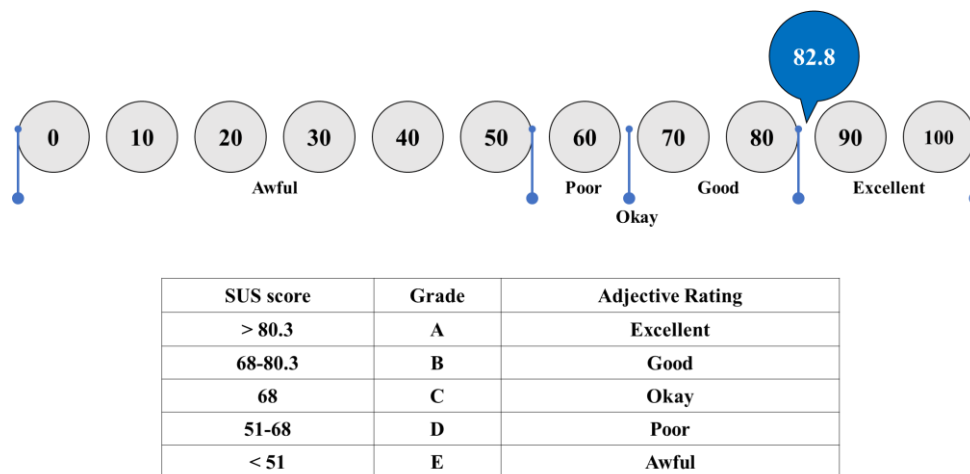 82.8
0 10 20 30 40 50 60 70 80 90 100
Awful Poor Good Excellent
Okay
SUS score Grade Adjective Rating
> 80.3 A Excellent
68-80.3 B Good
68 C Okay
51-68 D Poor
< 51 E Awful